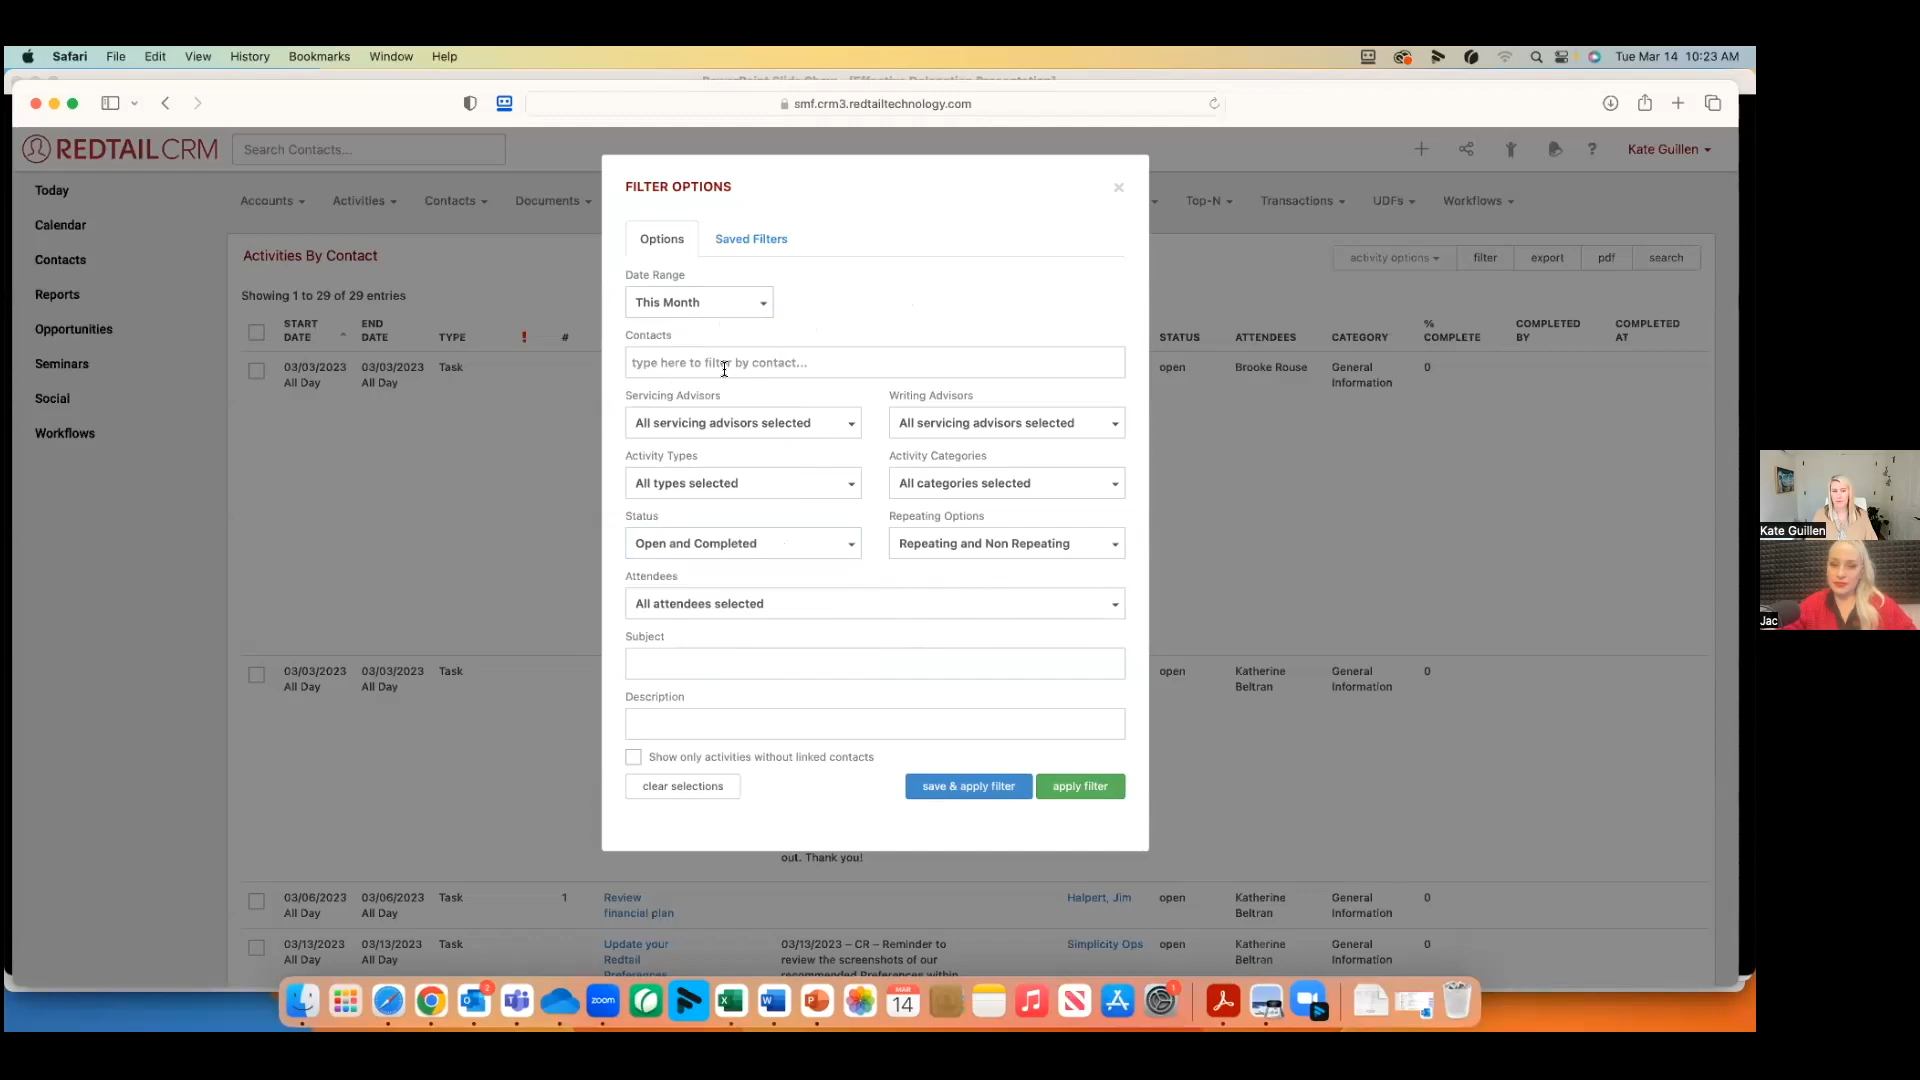 Safari File Edit View History Bookmarks Window Help Tue Mar 14 10:23 AM
smf.crm3.redtailtechnology.com
REDTAILCRM Search Contacts... Kate Guillen
Today
Calendar
Contacts
Reports
Opportunities
Seminars
Social
Workflows
Accounts Activities Contacts Documents Top-N Transactions UDFs Workflows
Activities By Contact activity options filter export pdf search
Showing 1 to 29 of 29 entries
START DATE END DATE TYPE ! # STATUS ATTENDEES CATEGORY % COMPLETE COMPLETED BY COMPLETED AT
03/03/2023 03/03/2023 Task open Brooke Rouse General 0
All Day All Day Information
03/03/2023 03/03/2023 Task open Katherine General 0
All Day All Day Beltran Information
out. Thank you!
03/06/2023 03/06/2023 Task 1 Review Halpert, Jim open Katherine General 0
All Day All Day financial plan Beltran Information
03/13/2023 03/13/2023 Task Update your 03/13/2023 – CR – Reminder to Simplicity Ops open Katherine General 0
All Day All Day Redtail review the screenshots of our Beltran Information
Preferences recommended Preferences within
FILTER OPTIONS
Options Saved Filters
Date Range
This Month
Contacts
type here to filter by contact...
Servicing Advisors Writing Advisors
All servicing advisors selected All servicing advisors selected
Activity Types Activity Categories
All types selected All categories selected
Status Repeating Options
Open and Completed Repeating and Non Repeating
Attendees
All attendees selected
Subject
Description
Show only activities without linked contacts
clear selections save & apply filter apply filter
Kate Guillen
Jac
2
zoom
MAR
14
1